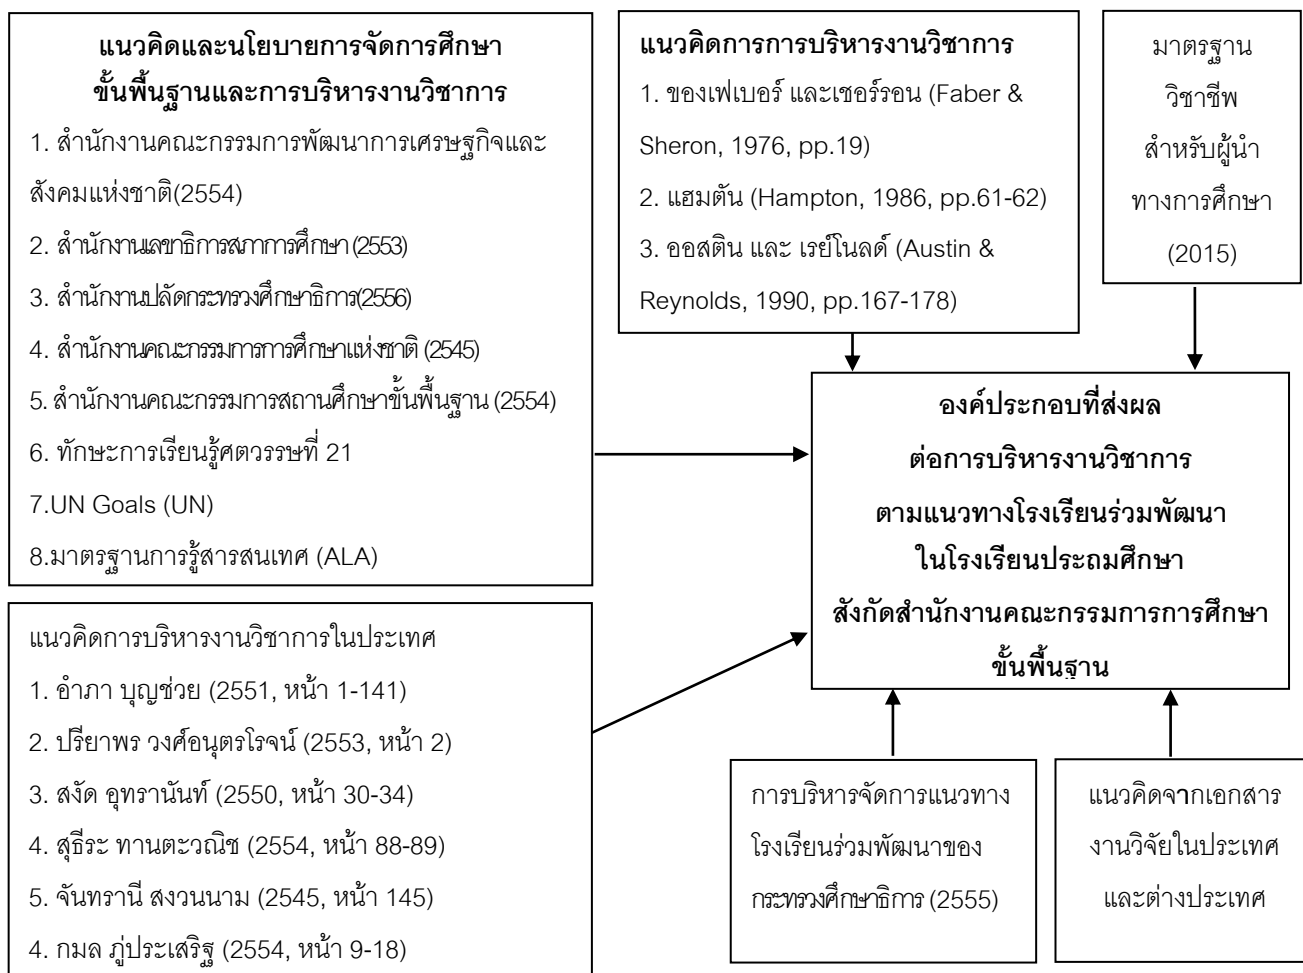 แนวคิดและนโยบายการจัดการศึกษา
ขั้นพื้นฐานและการบริหารงานวิชาการ
1. สำนักงานคณะกรรมการพัฒนาการเศรษฐกิจและ
สังคมแห่งชาติ(2554)
2. สำนักงานเลขาธิการสภาการศึกษา (2553)
3. สำนักงานปลัดกระทรวงศึกษาธิการ(2556)
4. สำนักงานคณะกรรมการการศึกษาแห่งชาติ (2545)
5. สำนักงานคณะกรรมการสถานศึกษาขั้นพื้นฐาน (2554)
6. ทักษะการเรียนรู้ศตวรรษที่ 21
7.UN Goals (UN)
8.มาตรฐานการรู้สารสนเทศ (ALA)
แนวคิดการการบริหารงานวิชาการ
1. ของเฟเบอร์ และเชอร์รอน (Faber &
Sheron, 1976, pp.19)
2. แฮมตัน (Hampton, 1986, pp.61-62)
3. ออสติน และ เรย์โนลด์ (Austin &
Reynolds, 1990, pp.167-178)
มาตรฐาน
วิชาชีพ
สำหรับผู้นำ
ทางการศึกษา
(2015)
องค์ประกอบที่ส่งผล
ต่อการบริหารงานวิชาการ
ตามแนวทางโรงเรียนร่วมพัฒนา
ในโรงเรียนประถมศึกษา
สังกัดสำนักงานคณะกรรมการการศึกษา
ขั้นพื้นฐาน
แนวคิดการบริหารงานวิชาการในประเทศ
1. อำภา บุญช่วย (2551, หน้า 1-141)
2. ปรียาพร วงศ์อนุตรโรจน์ (2553, หน้า 2)
3. สงัด อุทรานันท์ (2550, หน้า 30-34)
4. สุธีระ ทานตะวณิช (2554, หน้า 88-89)
5. จันทรานี สงวนนาม (2545, หน้า 145)
4. กมล ภู่ประเสริฐ (2554, หน้า 9-18)
การบริหารจัดการแนวทาง
โรงเรียนร่วมพัฒนาของ
กระทรวงศึกษาธิการ (2555)
แนวคิดจากเอกสาร
งานวิจัยในประเทศ
และต่างประเทศ